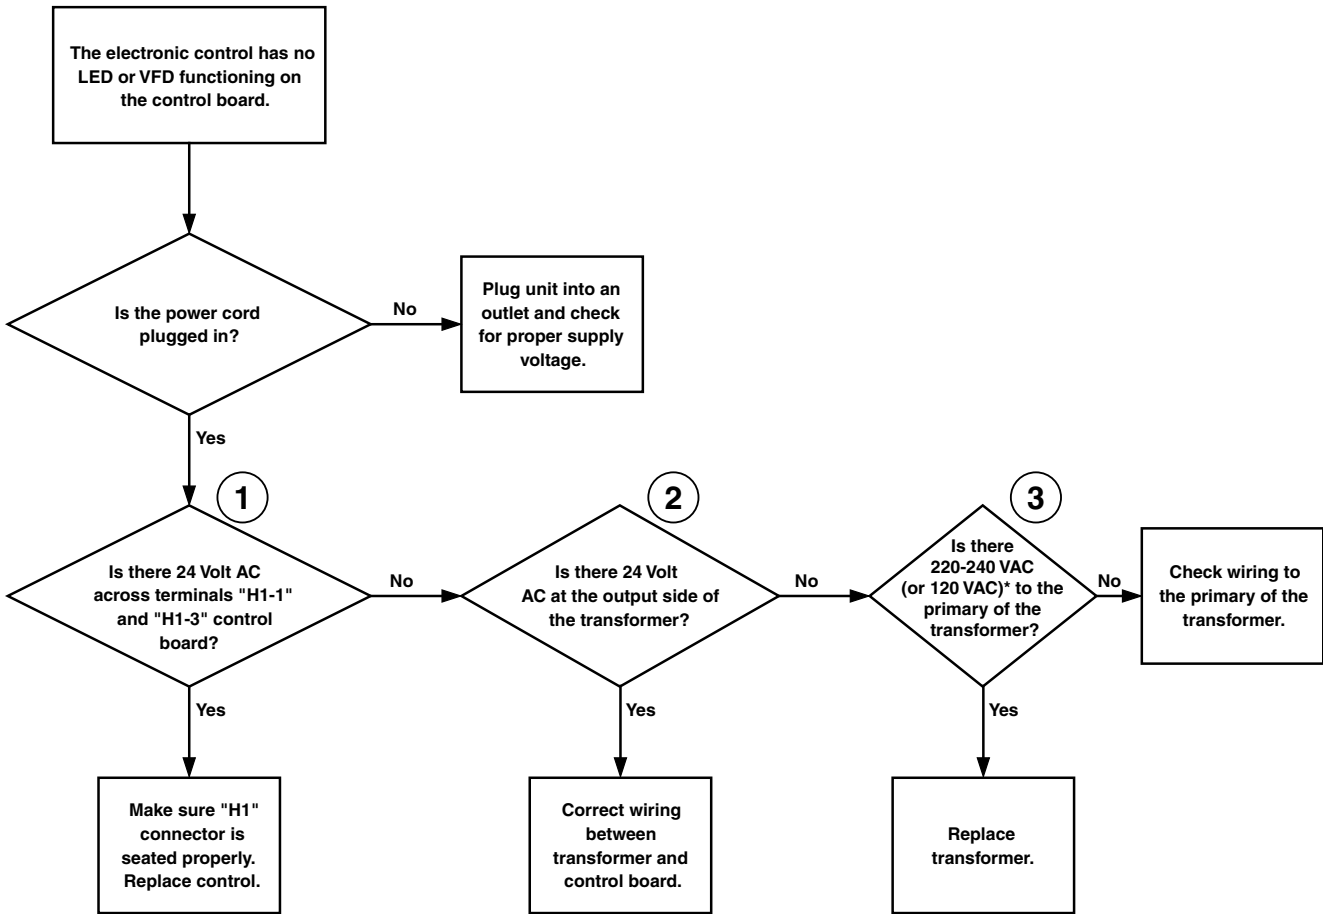 The electronic control has no
LED or VFD functioning on
the control board.
Is the power cord
plugged in?
No
Plug unit into an
outlet and check
for proper supply
voltage.
Yes
1
Is there 24 Volt AC
across terminals "H1-1"
and "H1-3" control
board?
No
2
Is there 24 Volt
AC at the output side of
the transformer?
No
3
Is there
220-240 VAC
(or 120 VAC)* to the
primary of the
transformer?
No
Check wiring to
the primary of the
transformer.
Yes
Make sure "H1"
connector is
seated properly.
Replace control.
Yes
Correct wiring
between
transformer and
control board.
Yes
Replace
transformer.